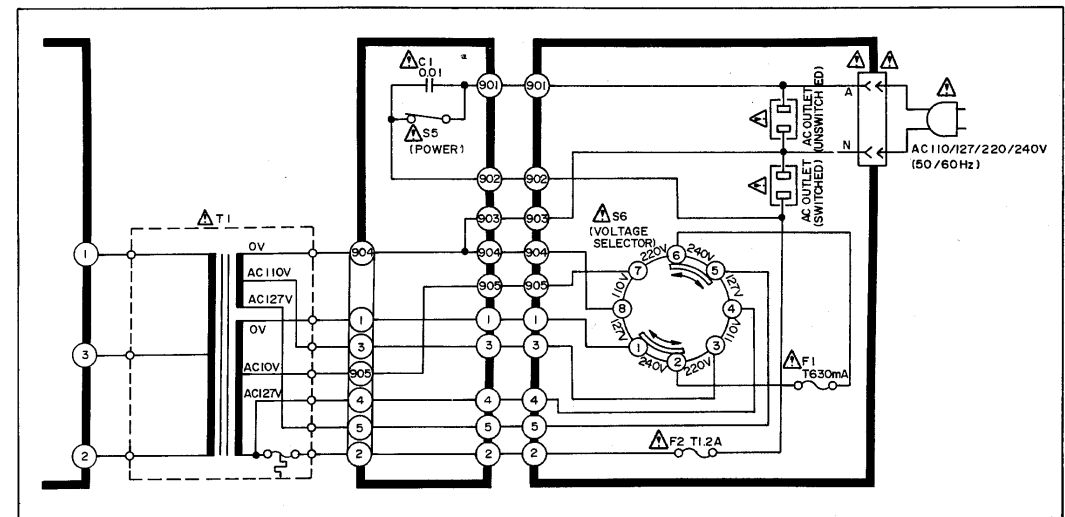 C1
0.01
S5
(POWER)
901
901
902
902
903
903
904
904
904
905
905
905
1
1
1
3
3
3
4
4
4
5
5
5
2
2
2
1
3
2
T1
0V
AC110V
AC127V
0V
AC10V
AC127V
S6
(VOLTAGE
SELECTOR)
220V
6
240V
5
127V
4
110V
3
220V
2
240V
1
127V
8
110V
7
F1
T630mA
F2 T1.2A
AC OUTLET
(UNSWITCHED)
AC OUTLET
(SWITCHED)
A
N
AC110/127/220/240V
(50/60Hz)